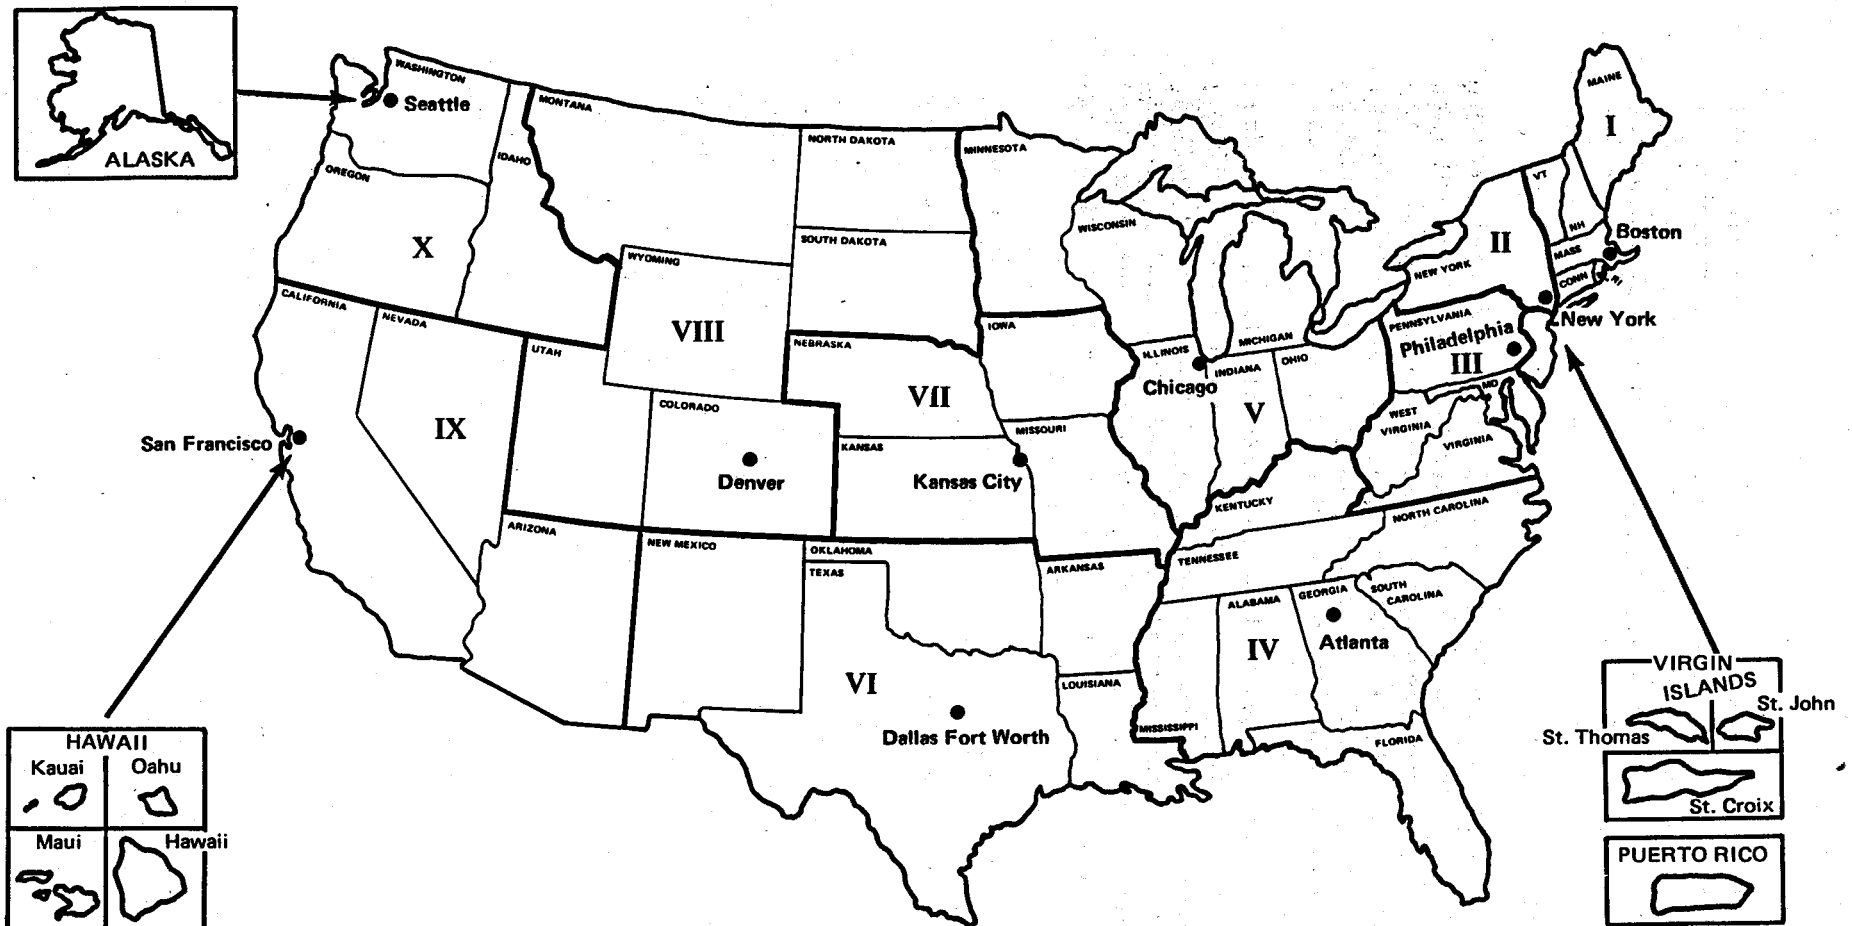 ALASKA
WASHINGTON
Seattle
OREGON
IDAHO
MONTANA
NORTH DAKOTA
SOUTH DAKOTA
MINNESOTA
WISCONSIN
MICHIGAN
MAINE
I
VT
NH
MASS
Boston
CONN
RI
NEW YORK
II
New York
X
WYOMING
VIII
CALIFORNIA
NEVADA
UTAH
IX
San Francisco
COLORADO
Denver
NEBRASKA
VII
IOWA
KANSAS
Kansas City
MISSOURI
ILLINOIS
Chicago
INDIANA
V
OHIO
PENNSYLVANIA
Philadelphia
III
MD
WEST
VIRGINIA
VIRGINIA
KENTUCKY
NORTH CAROLINA
TENNESSEE
ARIZONA
NEW MEXICO
OKLAHOMA
TEXAS
VI
Dallas Fort Worth
ARKANSAS
LOUISIANA
MISSISSIPPI
ALABAMA
IV
GEORGIA
Atlanta
SOUTH
CAROLINA
FLORIDA
HAWAII
Kauai
Oahu
Maui
Hawaii
VIRGIN
ISLANDS
St. John
St. Thomas
St. Croix
PUERTO RICO